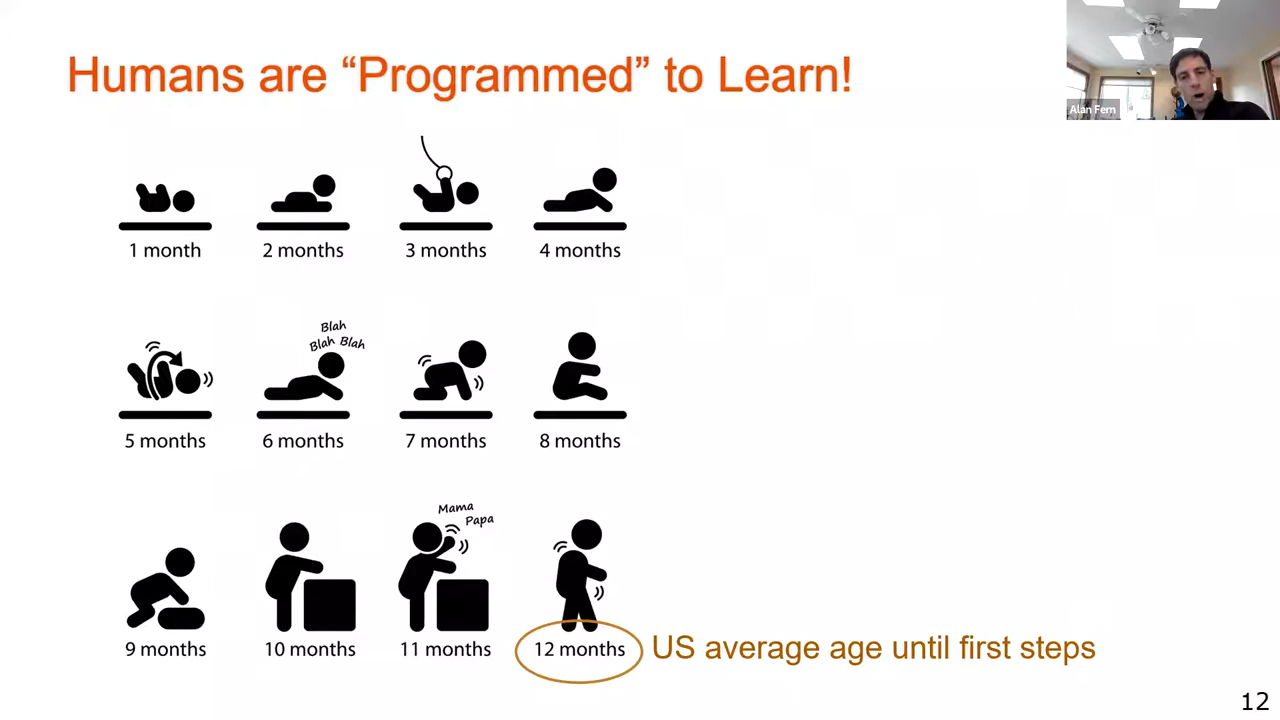 Humans are “Programmed” to Learn!
Alan Fern
1 month
2 months
3 months
4 months
Blah
Blah Blah
5 months
6 months
7 months
8 months
Mama
Papa
9 months
10 months
11 months
12 months
US average age until first steps
12